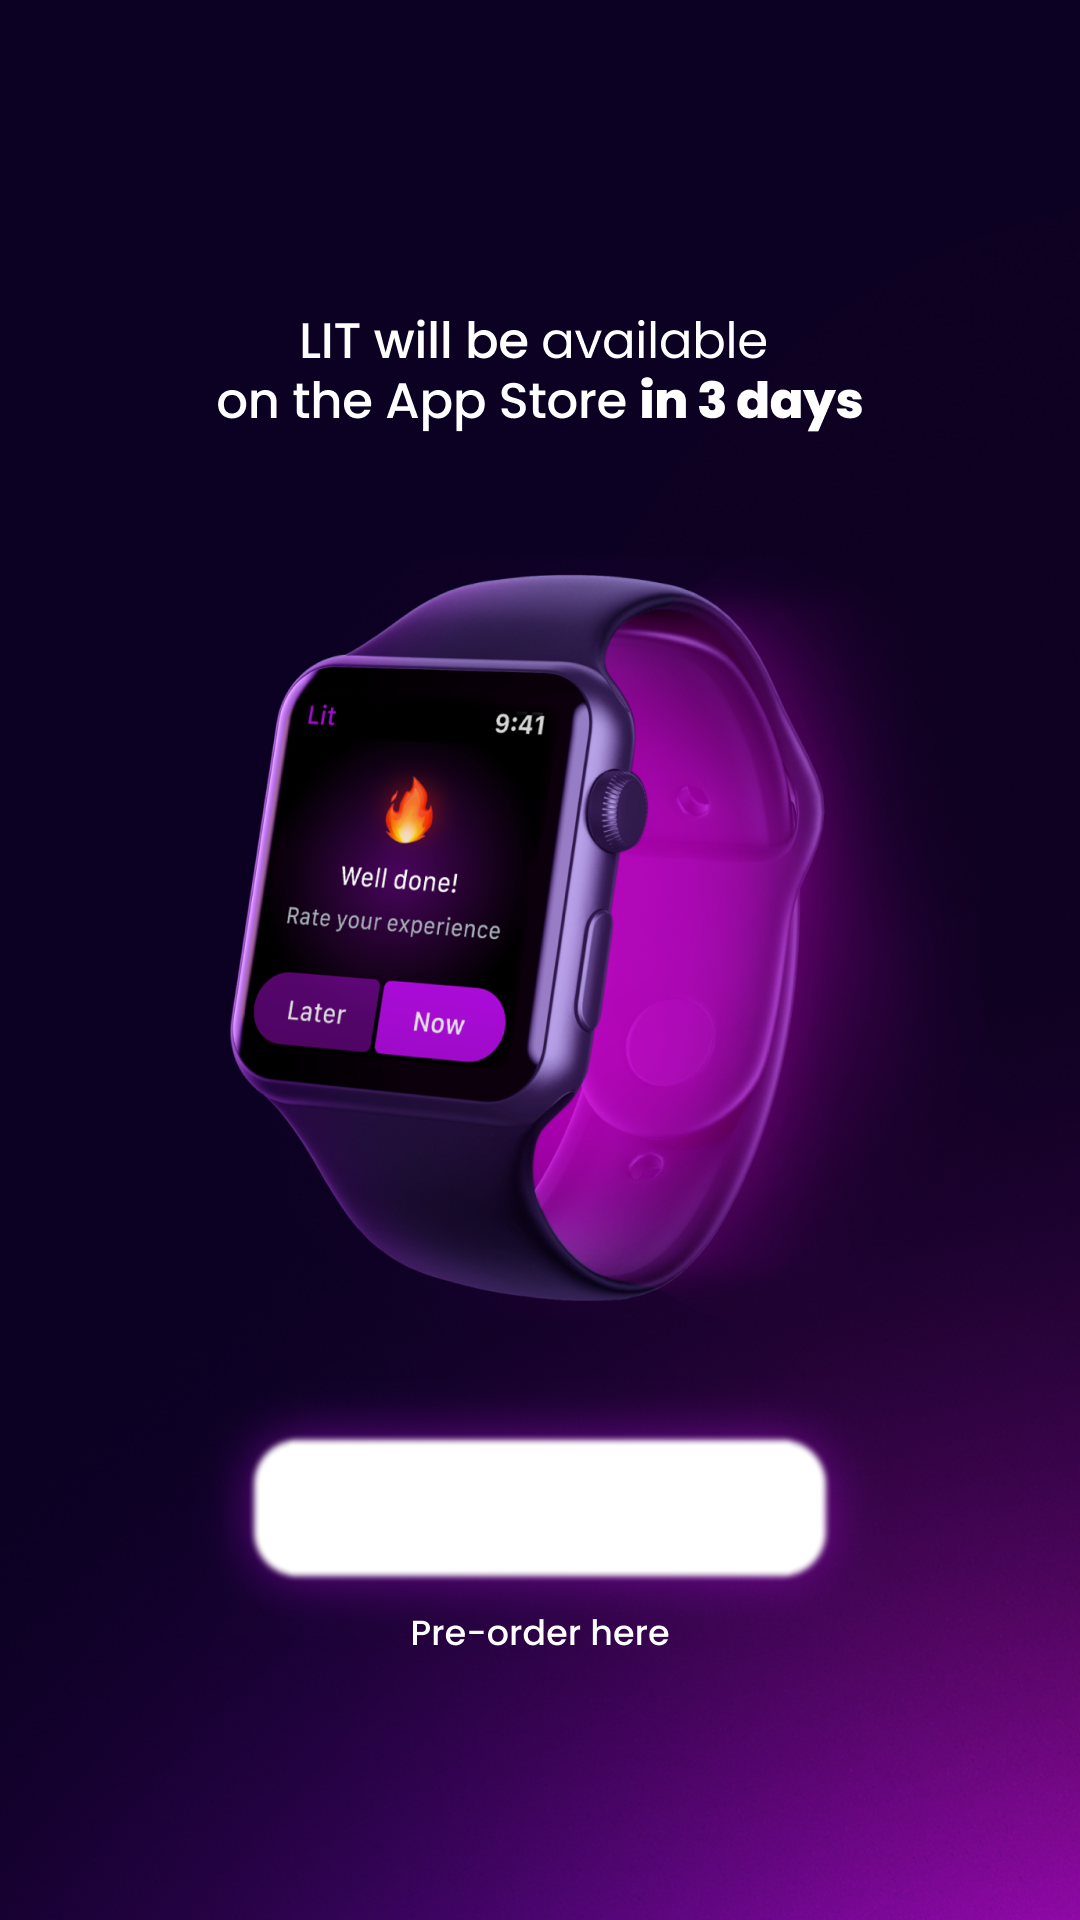 LIT will be available
on the App Store in 3 days
Lit
9:41
Well done!
Rate your experience
Later
Now
Pre-order here